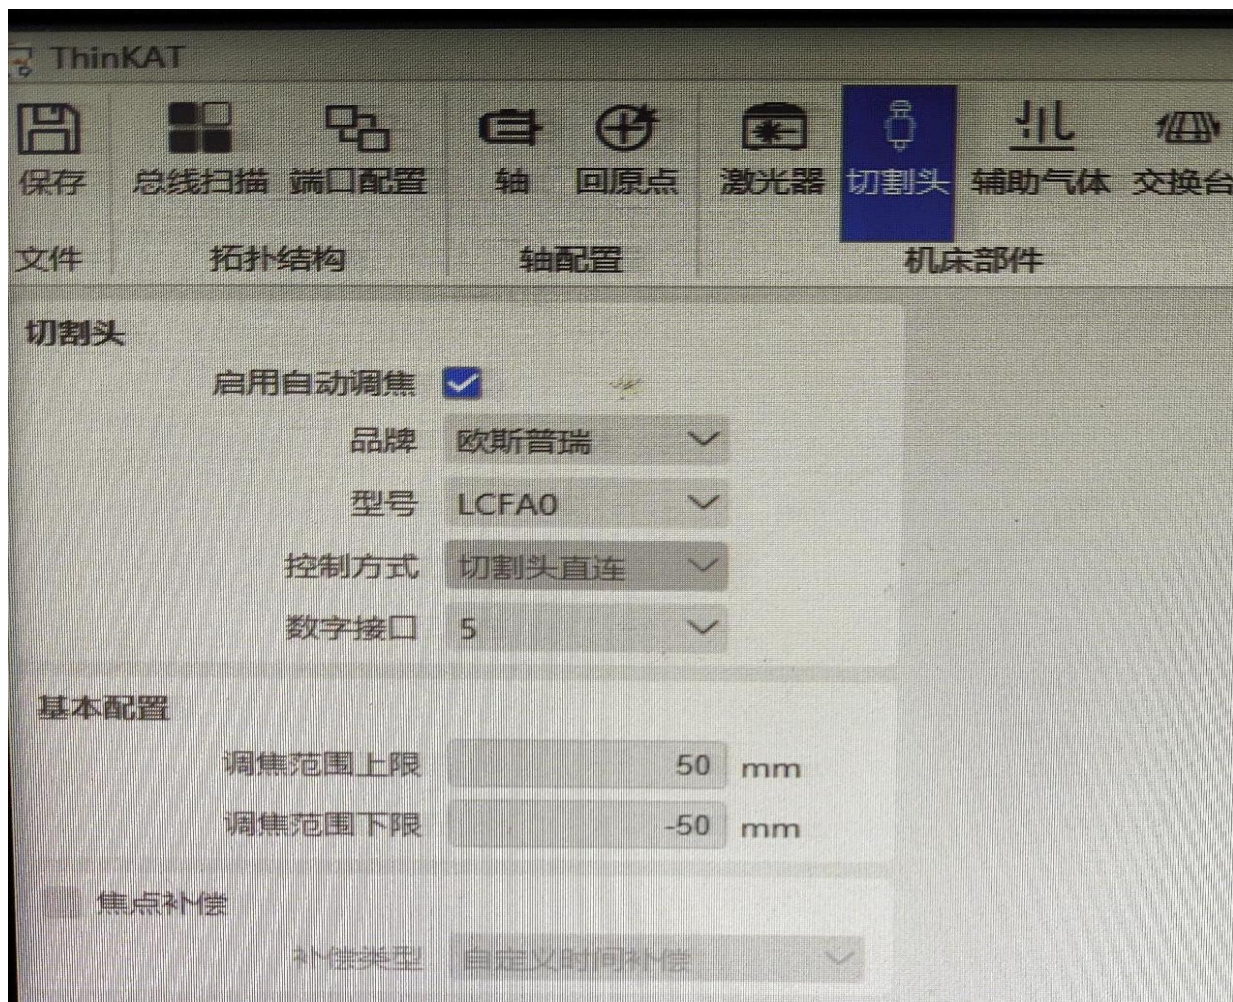 ThinKAT
保存 总线扫描 端口配置 轴 回原点 激光器 切割头 辅助气体 交换台
文件 拓扑结构 轴配置 机床部件
切割头
启用自动调焦
品牌 欧斯普瑞
型号 LCFA0
控制方式 切割头直连
数字接口 5
基本配置
调焦范围上限 50 mm
调焦范围下限 -50 mm
焦点补偿
补偿类型 自定义时间补偿